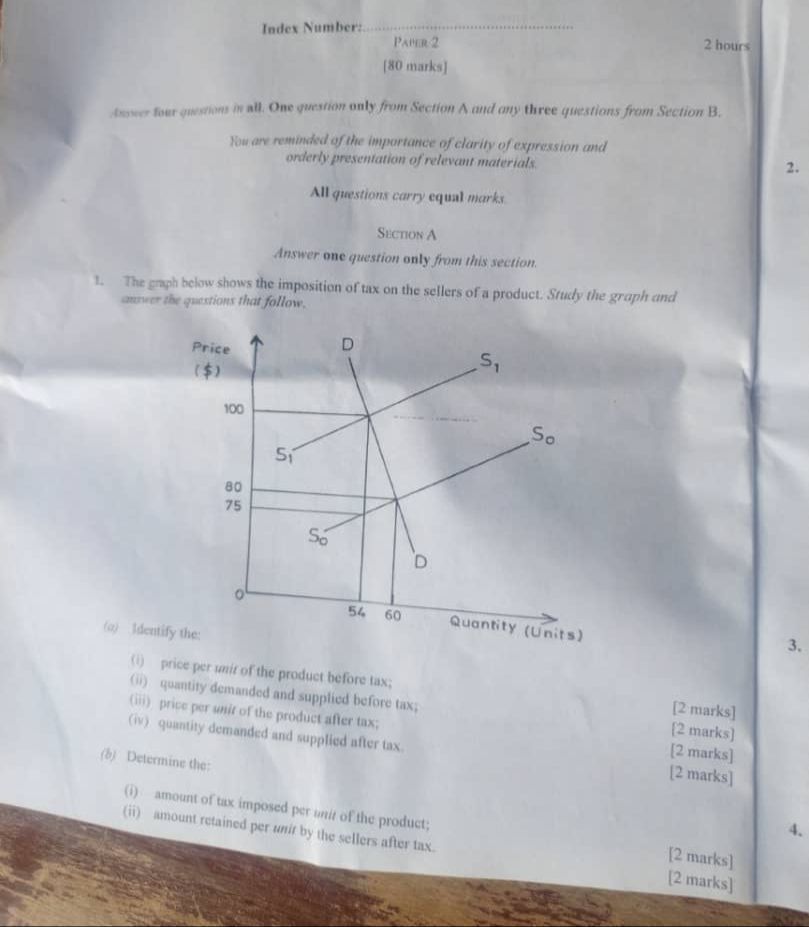 Index Number:
PAPER 2
2 hours
[80 marks]
Answer four questions in all. One question only from Section A and any three questions from Section B.
You are reminded of the importance of clarity of expression and
orderly presentation of relevant materials.
All questions carry equal marks.
SECTION A
Answer one question only from this section.
1. The graph below shows the imposition of tax on the sellers of a product. Study the graph and
answer the questions that follow.
Price
($)
D
S₁
100
S₀
S₁
80
75
S₀
D
0
54 60
Quantity (Units)
(a) Identify the:
(i) price per unit of the product before tax; [2 marks]
(ii) quantity demanded and supplied before tax; [2 marks]
(iii) price per unit of the product after tax; [2 marks]
(iv) quantity demanded and supplied after tax. [2 marks]
(b) Determine the:
(i) amount of tax imposed per unit of the product; [2 marks]
(ii) amount retained per unit by the sellers after tax. [2 marks]
2.
3.
4.